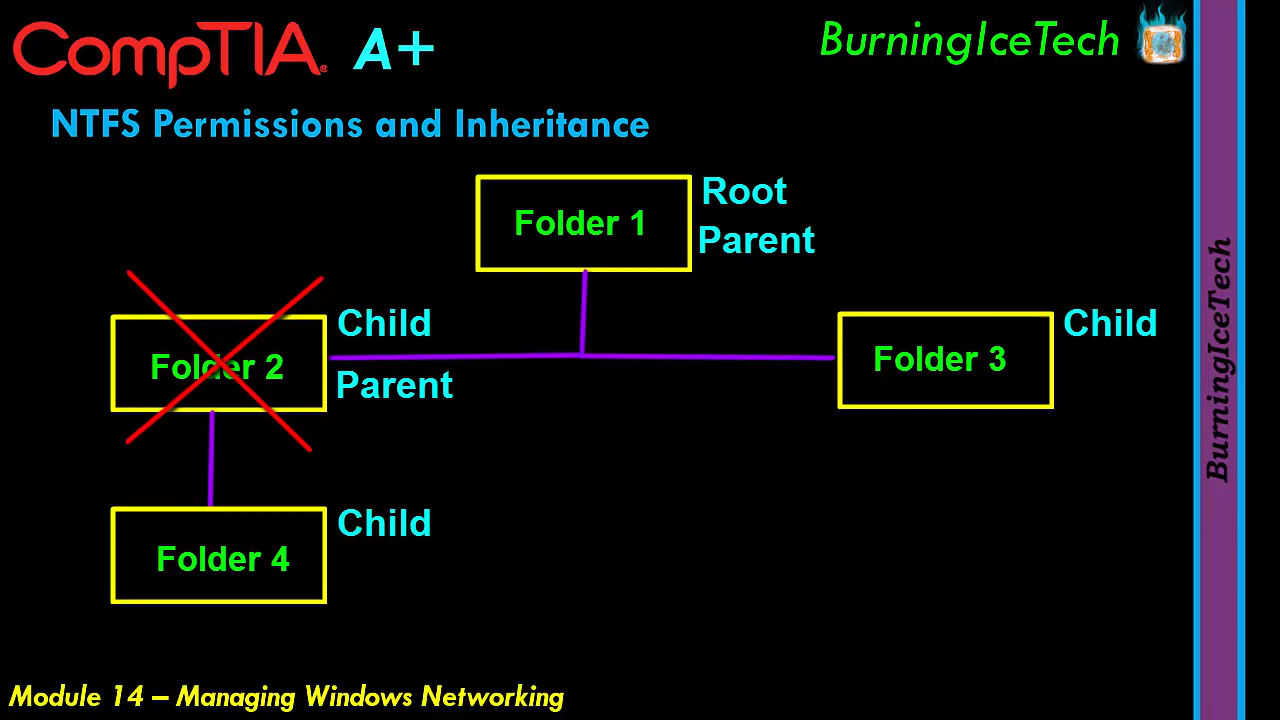 CompTIA. A+
BurningIceTech
NTFS Permissions and Inheritance
Folder 1
Root
Parent
Folder 2
Child
Parent
Folder 3
Child
Folder 4
Child
BurningIceTech
Module 14 – Managing Windows Networking